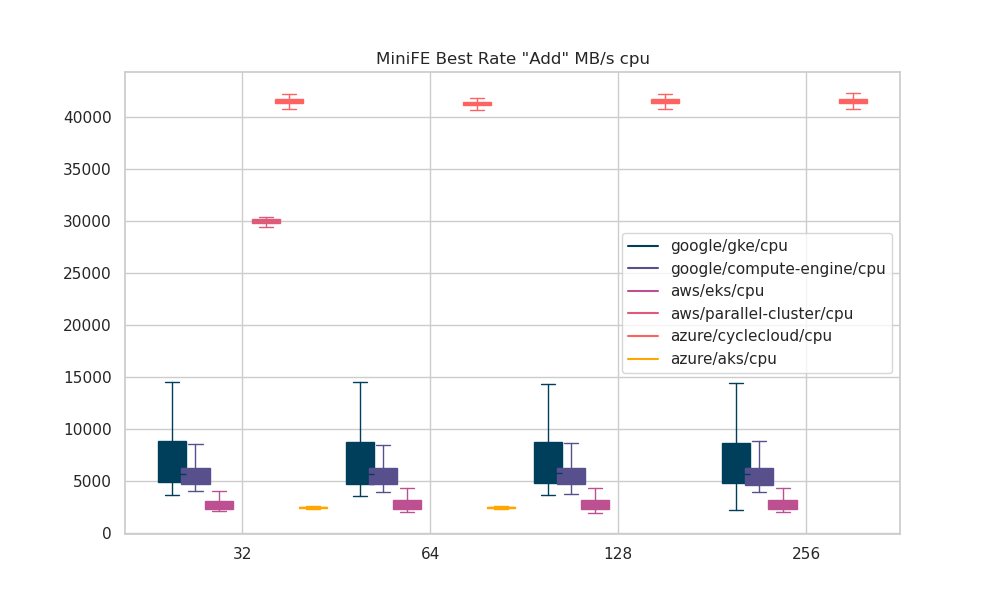 MiniFE Best Rate "Add" MB/s cpu
40000
35000
30000
25000
20000
15000
10000
5000
0
google/gke/cpu
google/compute-engine/cpu
aws/eks/cpu
aws/parallel-cluster/cpu
azure/cyclecloud/cpu
azure/aks/cpu
32 64 128 256